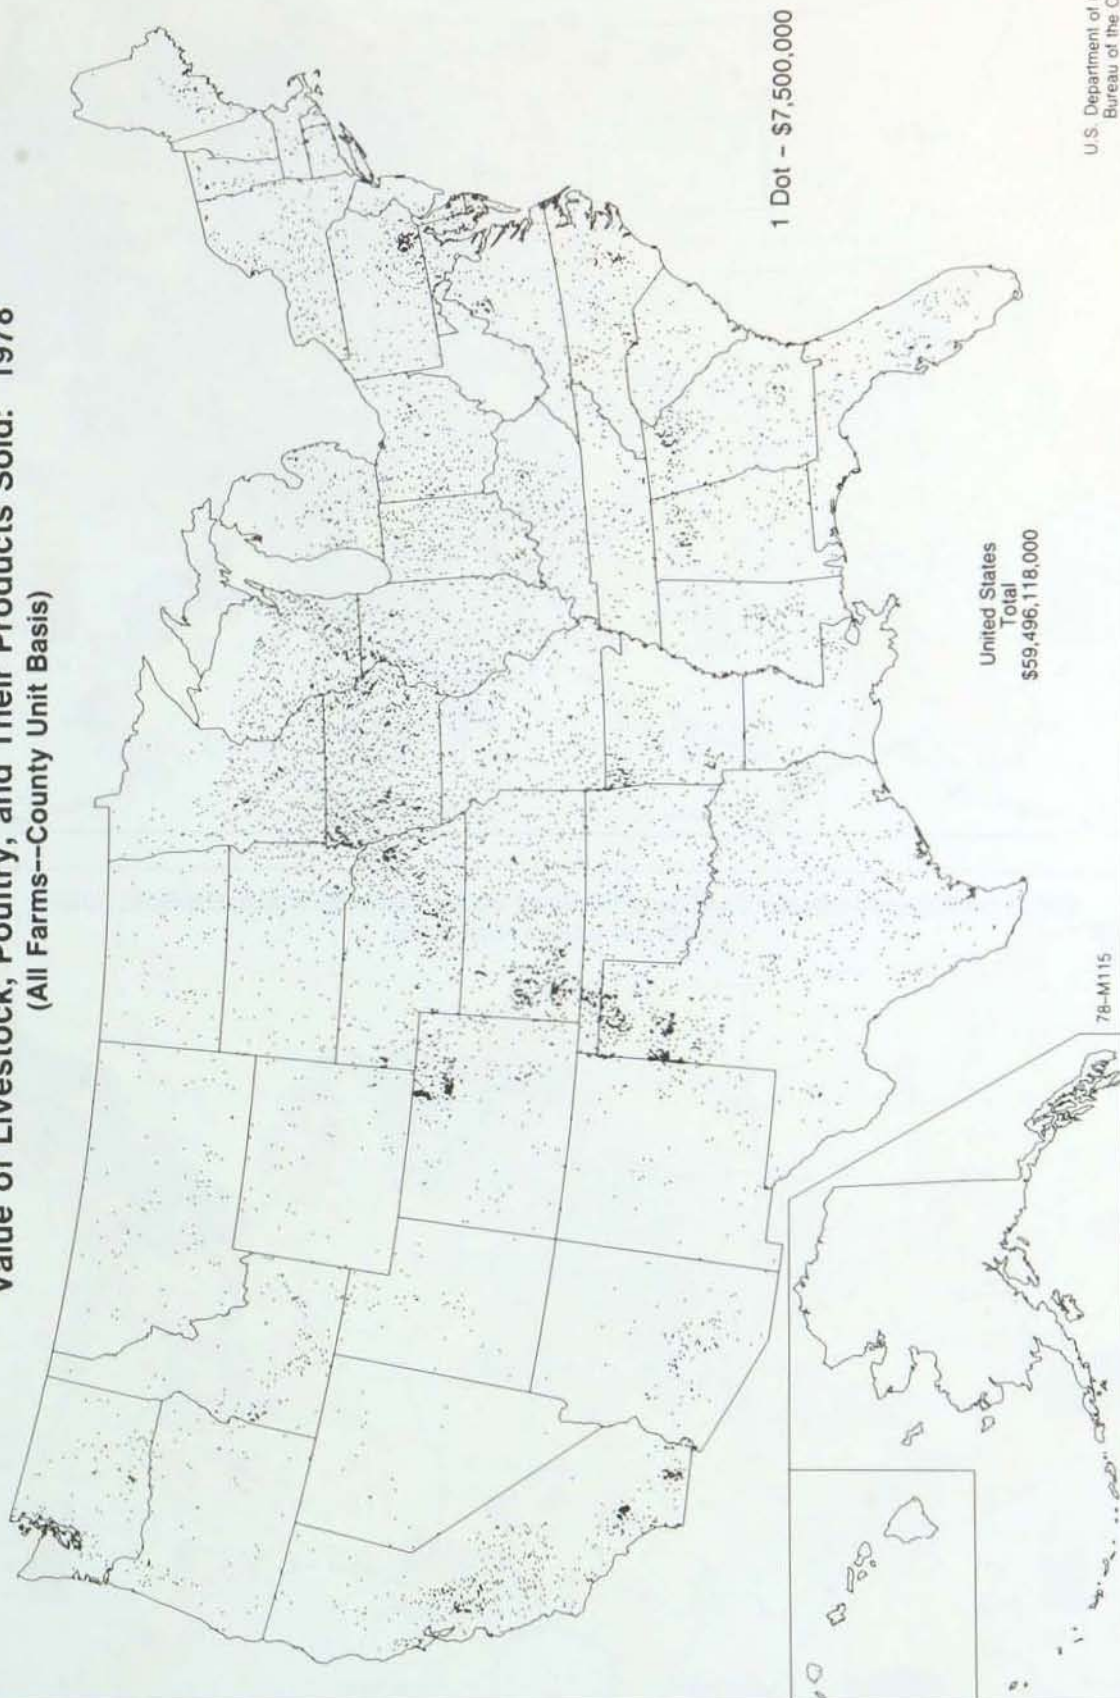 Value of Livestock, Poultry, and Their Products Sold: 1978
(All Farms—County Unit Basis)
1 Dot – $7,500,000
United States
Total
$59,496,118,000
78–M115
U.S. Department of
Bureau of the